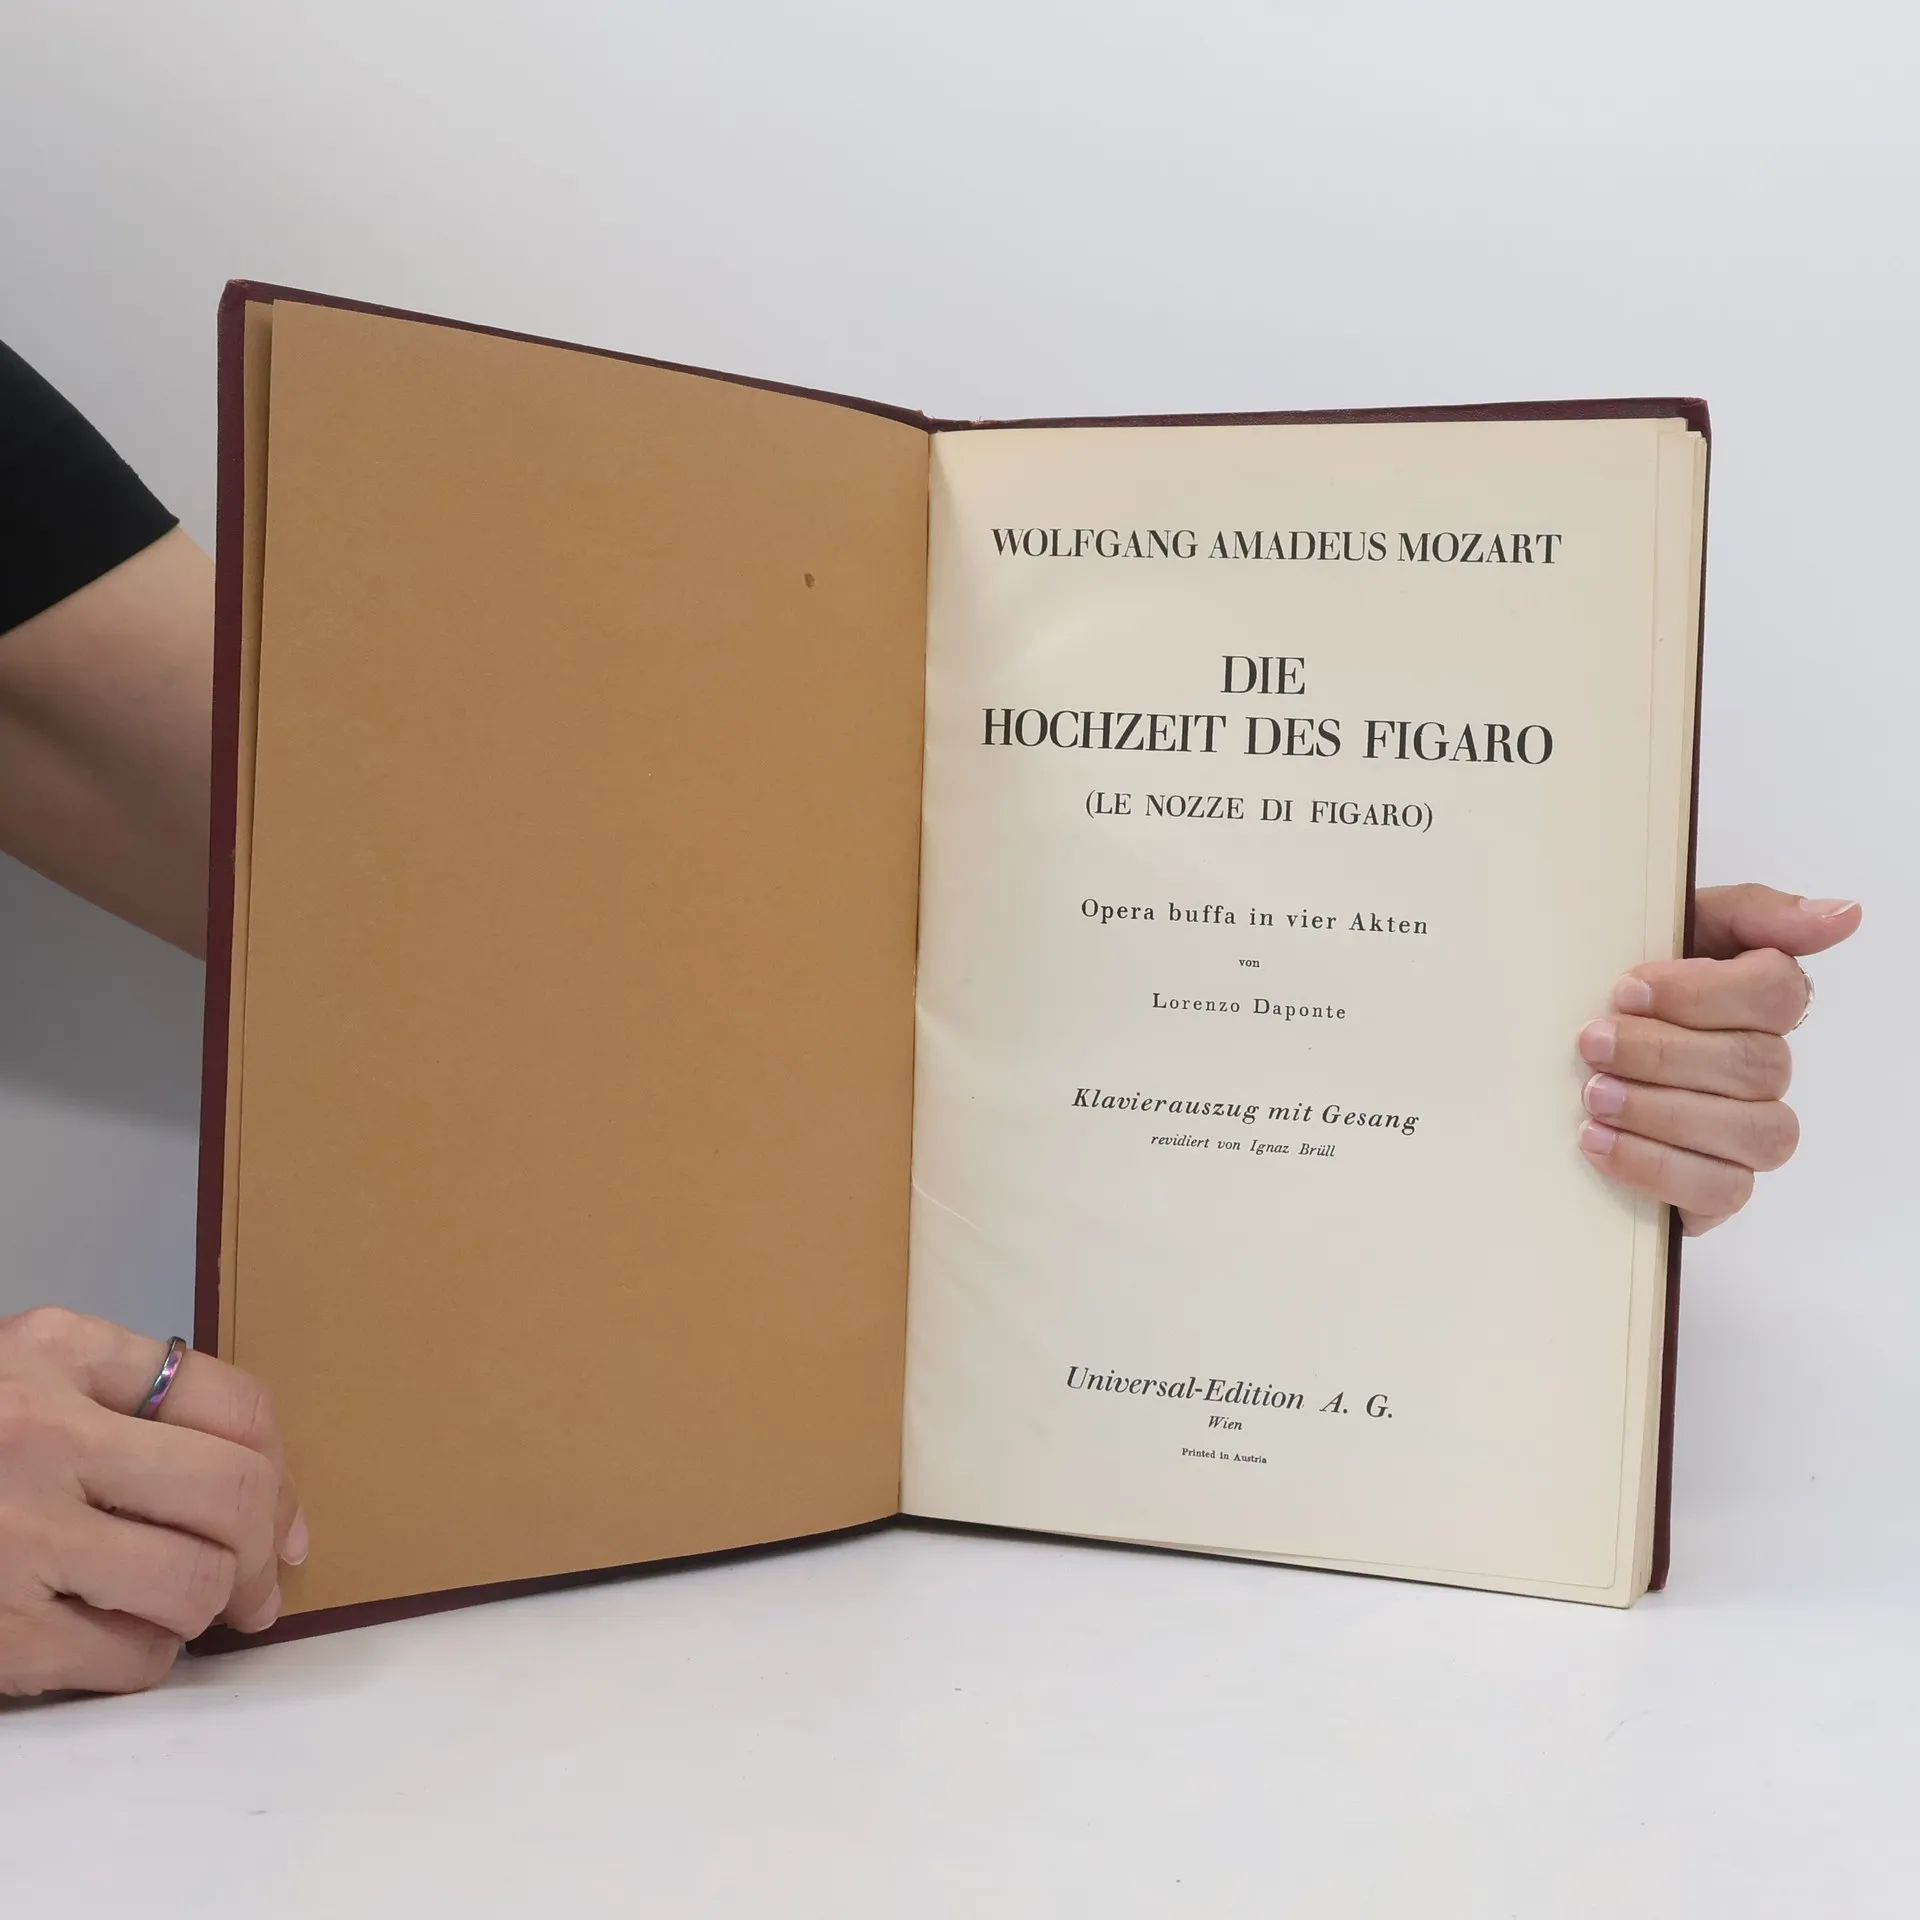 WOLFGANG AMADEUS MOZART
DIE
HOCHZEIT DES FIGARO
(LE NOZZE DI FIGARO)
Opera buffa in vier Akten
von
Lorenzo Daponte
Klavierauszug mit Gesang
revidiert von Ignaz Brüll
Universal-Edition A. G.
Wien
Printed in Austria